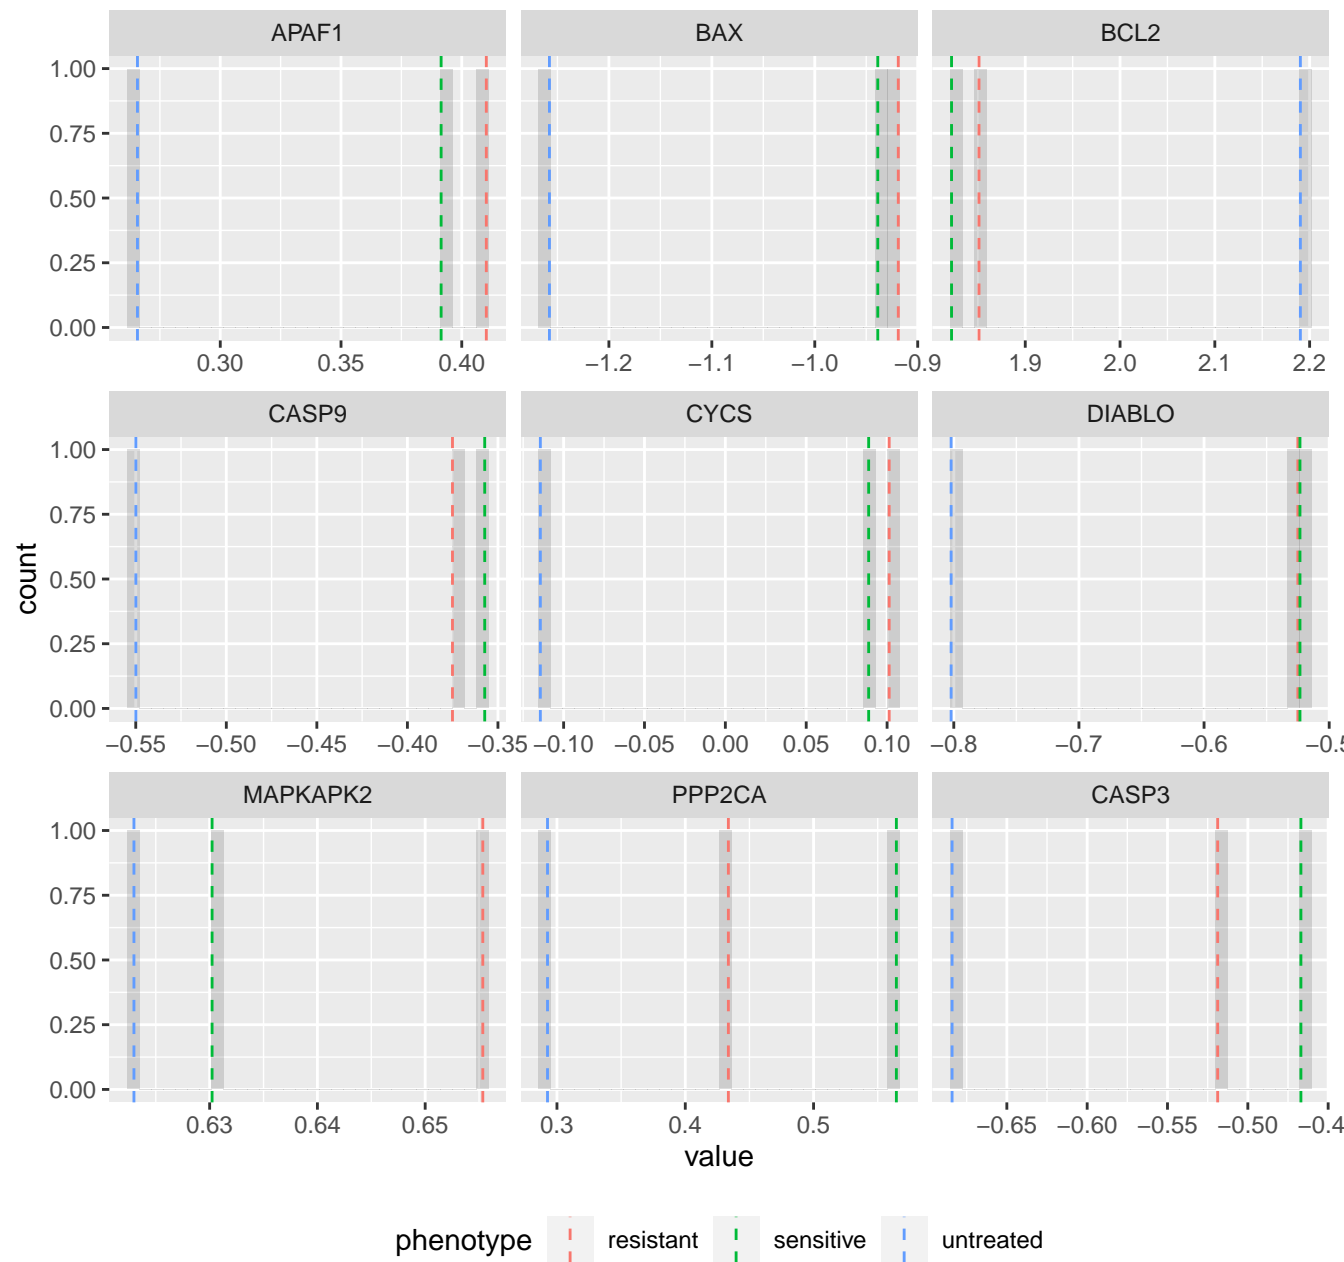 APAF1 BAX BCL2
1.00
0.75
0.50
0.25
0.00
0.30 0.35 0.40 −1.2 −1.1 −1.0 −0.9 1.9 2.0 2.1 2.2
CASP9 CYCS DIABLO
1.00
0.75
0.50
0.25
0.00
−0.55 −0.50 −0.45 −0.40 −0.35 −0.10 −0.05 0.00 0.05 0.10 −0.8 −0.7 −0.6
count
MAPKAPK2 PPP2CA CASP3
1.00
0.75
0.50
0.25
0.00
0.63 0.64 0.65 0.3 0.4 0.5 −0.65 −0.60 −0.55 −0.50
value
phenotype resistant sensitive untreated